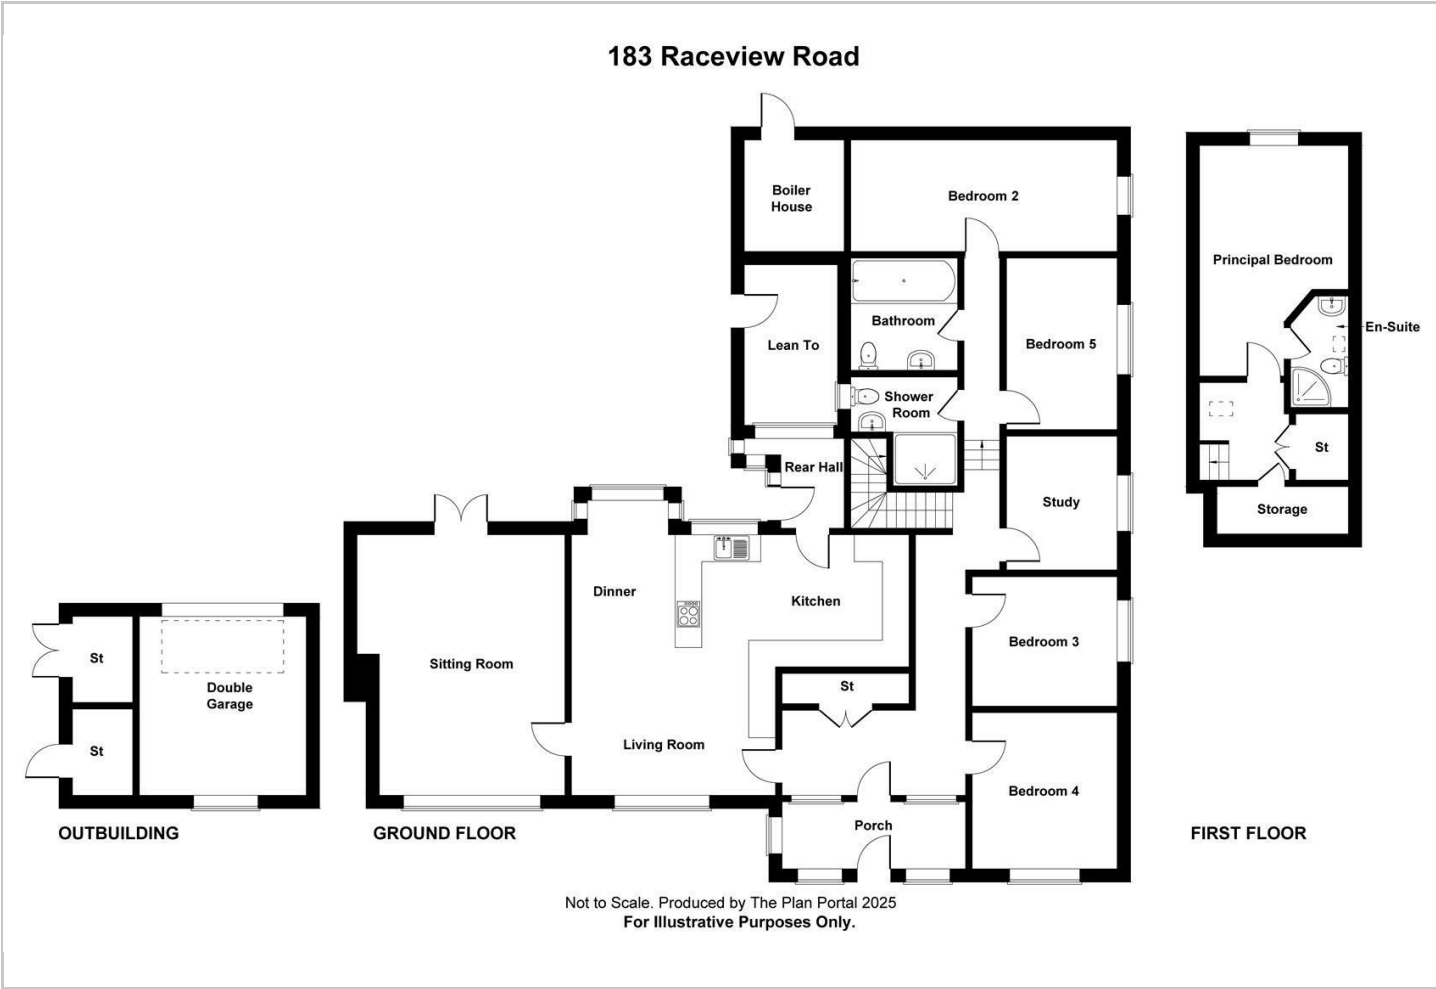 183 Raceview Road
Boiler
House
Bedroom 2
Principal Bedroom
Bathroom
En-Suite
Lean To
Bedroom 5
Shower
Room
St
Rear Hall
Study
Storage
Dinner
Kitchen
Bedroom 3
St
Sitting Room
St
Double
Garage
St
Living Room
Bedroom 4
Porch
OUTBUILDING
GROUND FLOOR
FIRST FLOOR
Not to Scale. Produced by The Plan Portal 2025
For Illustrative Purposes Only.